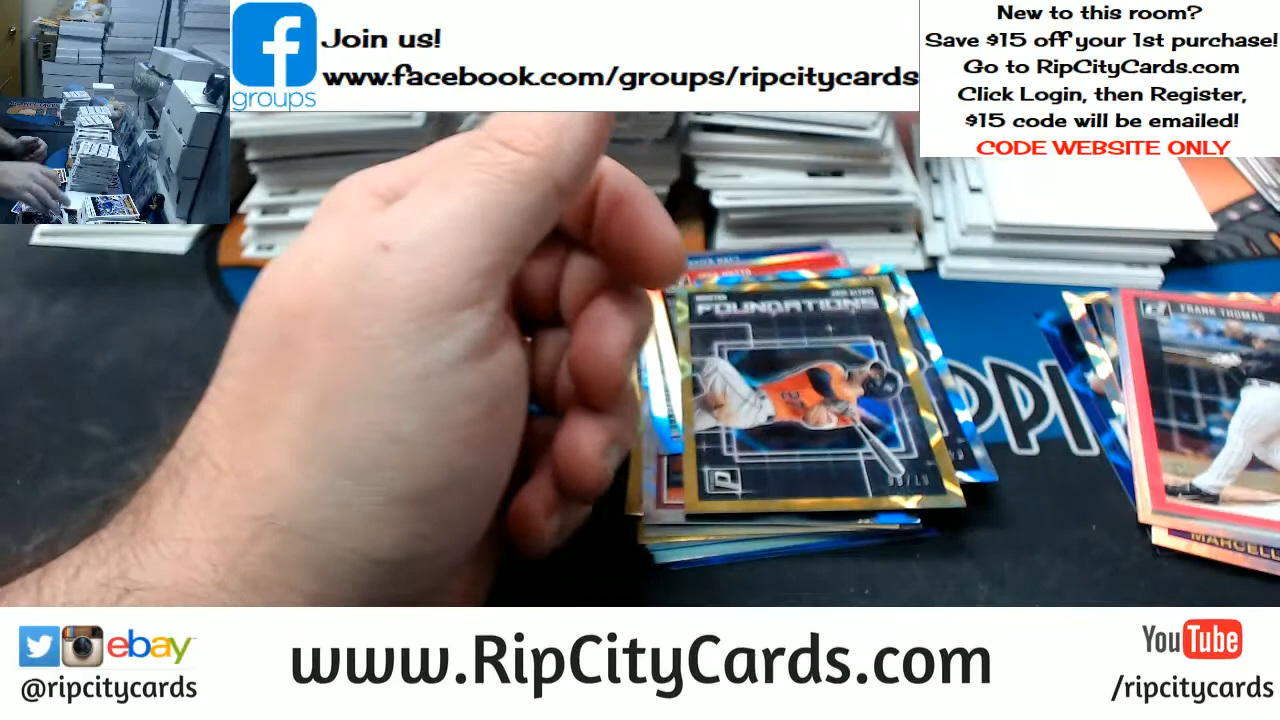 Join us!
www.facebook.com/groups/ripcitycards
groups
New to this room?
Save $15 off your 1st purchase!
Go to RipCityCards.com
Click Login, then Register,
$15 code will be emailed!
CODE WEBSITE ONLY
FOUNDATIONS
FRANK THOMAS
MARCELL
PPI
ebay
@ripcitycards
www.RipCityCards.com
YouTube
/ripcitycards